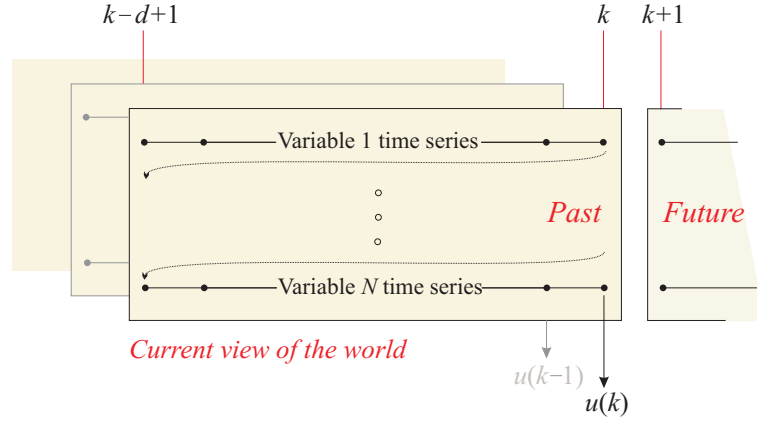 k−d+1 k k+1
Variable 1 time series
Past Future
Variable N time series
Current view of the world
u(k−1)
u(k)